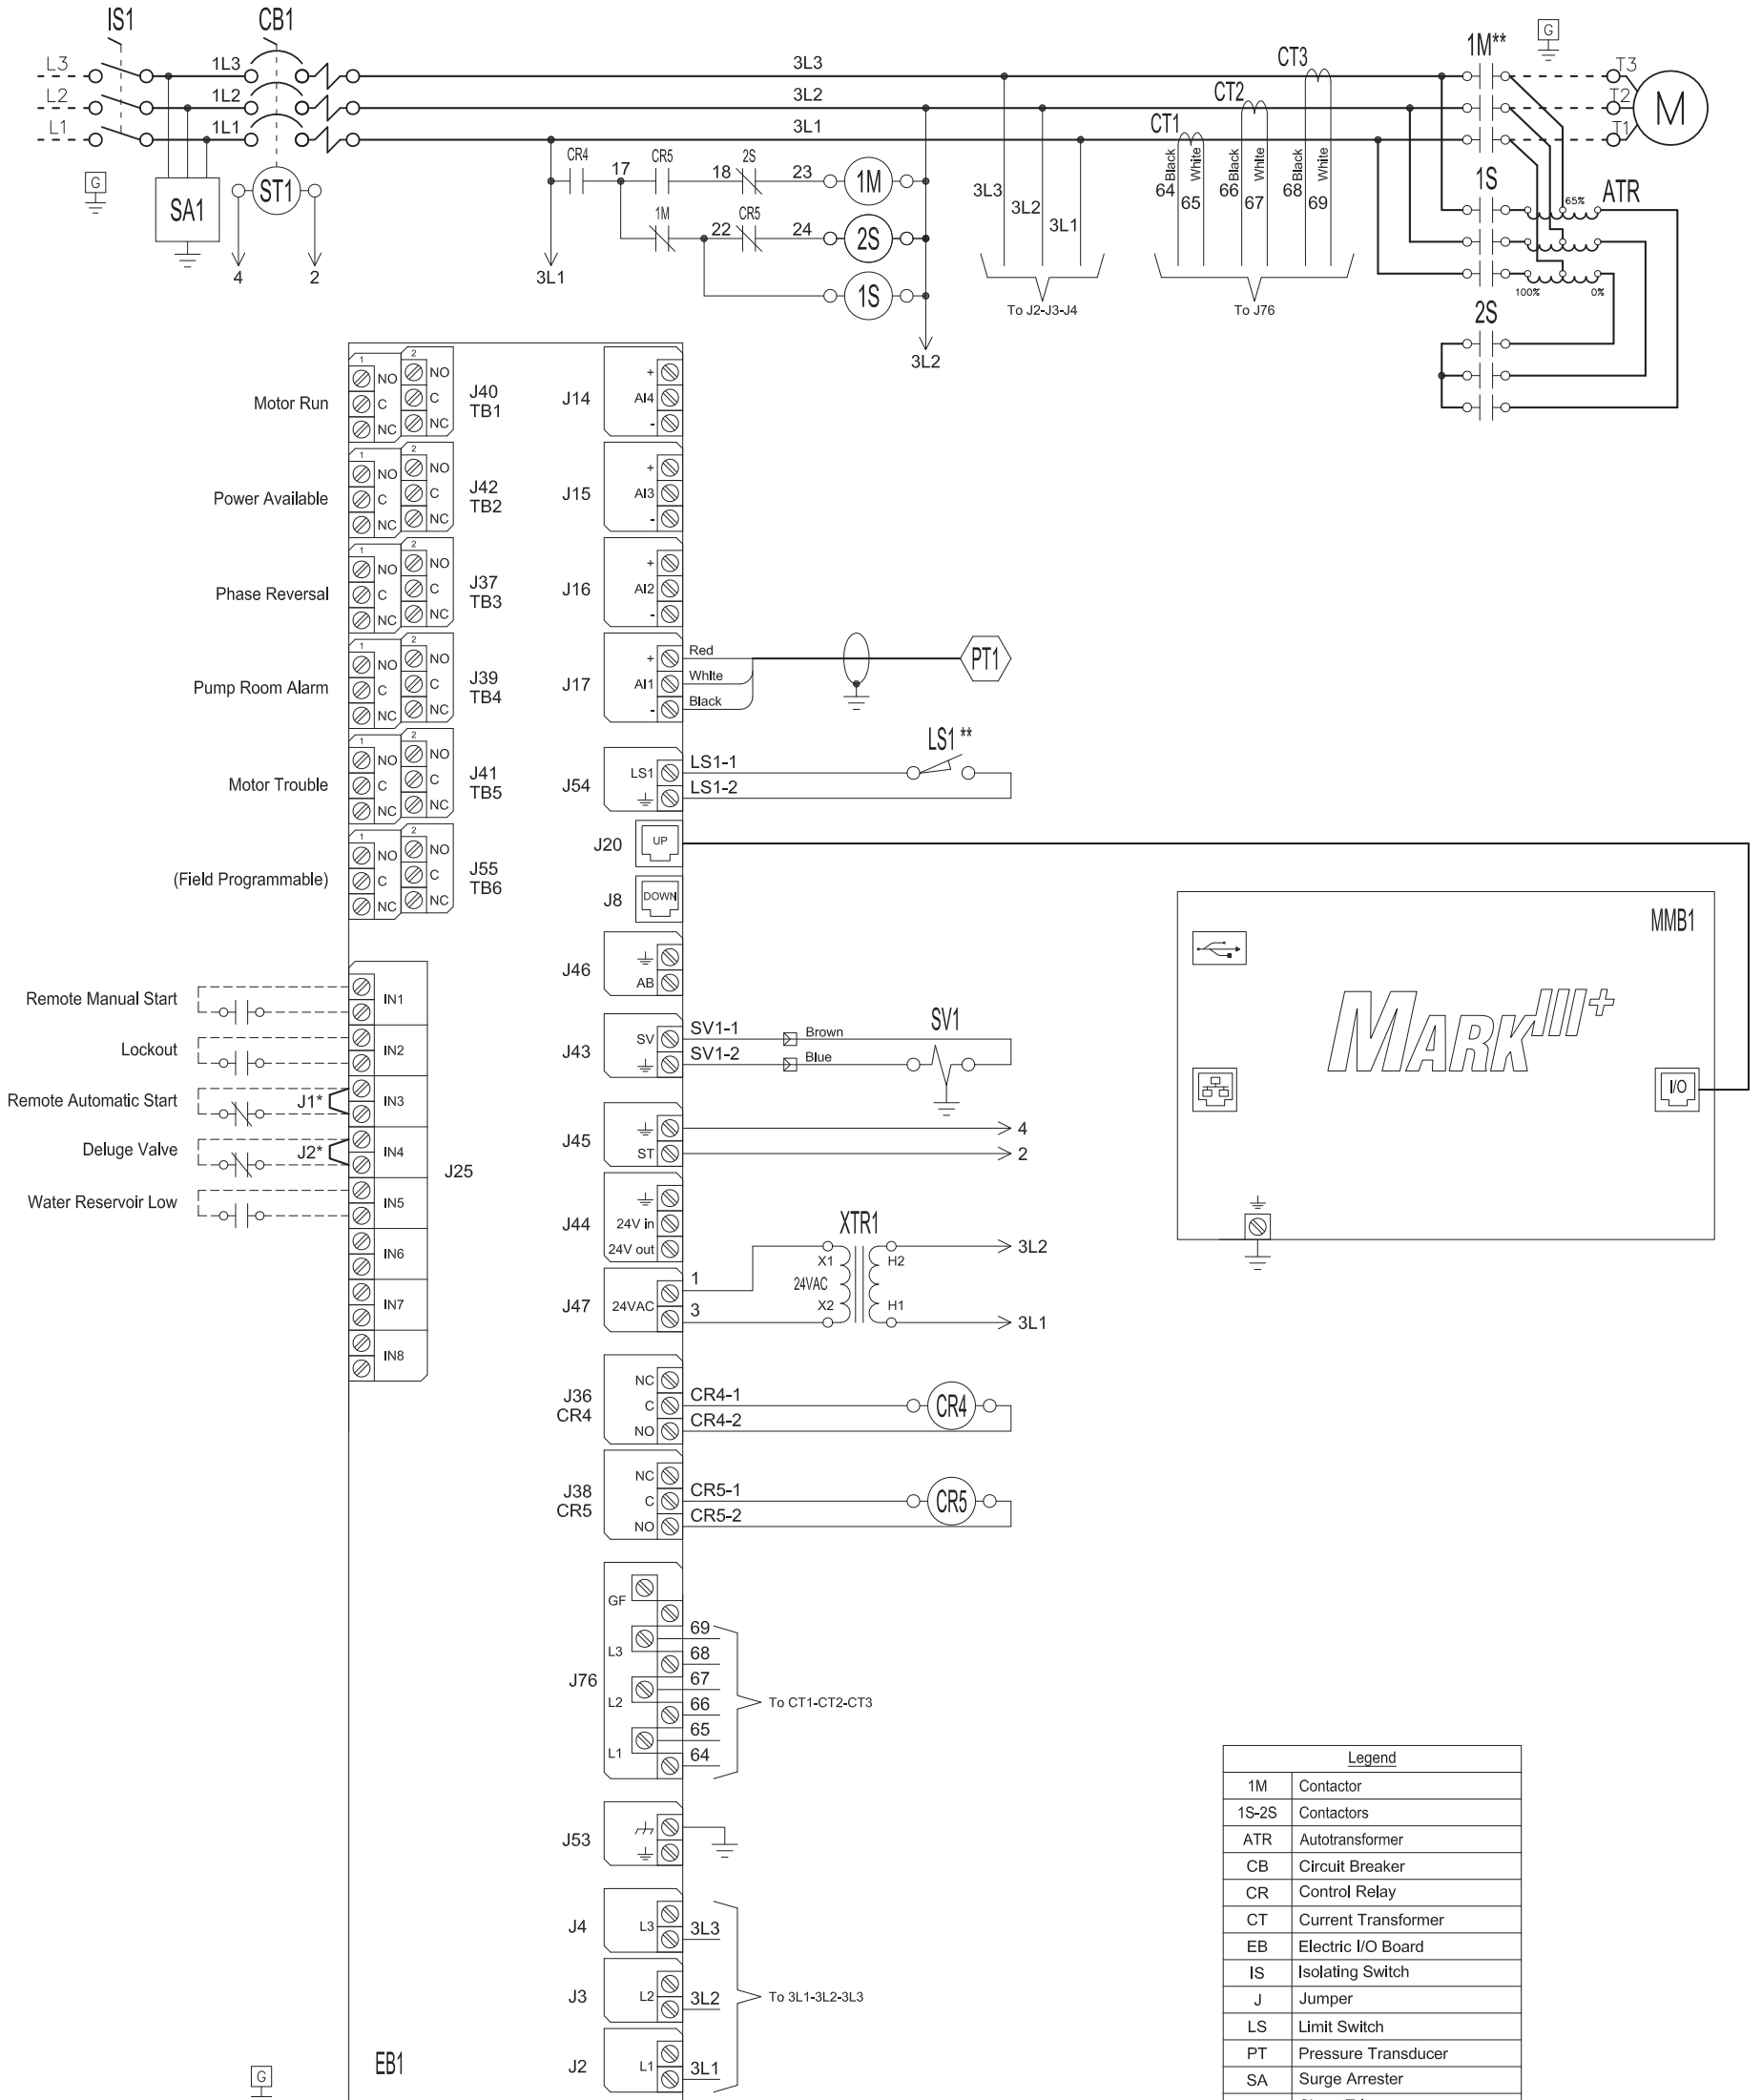 IS1 CB1
L3 1L3 3L3
L2 1L2 3L2
L1 1L1 3L1
G
SA1
ST1
4 2
CR4 17 CR5 18 2S 23 1M
1M 22 CR5 24 2S
1S
3L1
3L2
3L3
3L2
3L1
To J2-J3-J4
CT1 CT2 CT3
64 Black
65 White
66 Black
67 White
68 Black
69 White
To J76
1M**
G
T3
T2
T1
M
1S
65%
ATR
100% 0%
2S
Motor Run
1 NO C NC
2 NO C NC
J40
TB1
Power Available
1 NO C NC
2 NO C NC
J42
TB2
Phase Reversal
1 NO C NC
2 NO C NC
J37
TB3
Pump Room Alarm
1 NO C NC
2 NO C NC
J39
TB4
Motor Trouble
1 NO C NC
2 NO C NC
J41
TB5
(Field Programmable)
1 NO C NC
2 NO C NC
J55
TB6
Remote Manual Start IN1
Lockout IN2
Remote Automatic Start J1* IN3
Deluge Valve J2* IN4
J25
Water Reservoir Low IN5
IN6
IN7
IN8
J14 + AI4 -
J15 + AI3 -
J16 + AI2 -
J17 + AI1 -
Red
White
Black
PT1
J54 LS1
LS1-1
LS1-2
LS1 **
J20 UP
J8 DOWN
J46 AB
J43 SV
SV1-1 Brown
SV1-2 Blue
SV1
J45 ST
4
2
J44 24V in
24V out
J47 24VAC
1
3
XTR1
X1 H2
24VAC
X2 H1
3L2
3L1
J36
CR4
NC
C
NO
CR4-1
CR4-2
CR4
J38
CR5
NC
C
NO
CR5-1
CR5-2
CR5
J76
GF
L3
L2
L1
69
68
67
66
65
64
To CT1-CT2-CT3
J53
J4 L3 3L3
J3 L2 3L2
J2 L1 3L1
To 3L1-3L2-3L3
EB1
G
MMB1
MARK III+
I/O
Legend
1M Contactor
1S-2S Contactors
ATR Autotransformer
CB Circuit Breaker
CR Control Relay
CT Current Transformer
EB Electric I/O Board
IS Isolating Switch
J Jumper
LS Limit Switch
PT Pressure Transducer
SA Surge Arrester